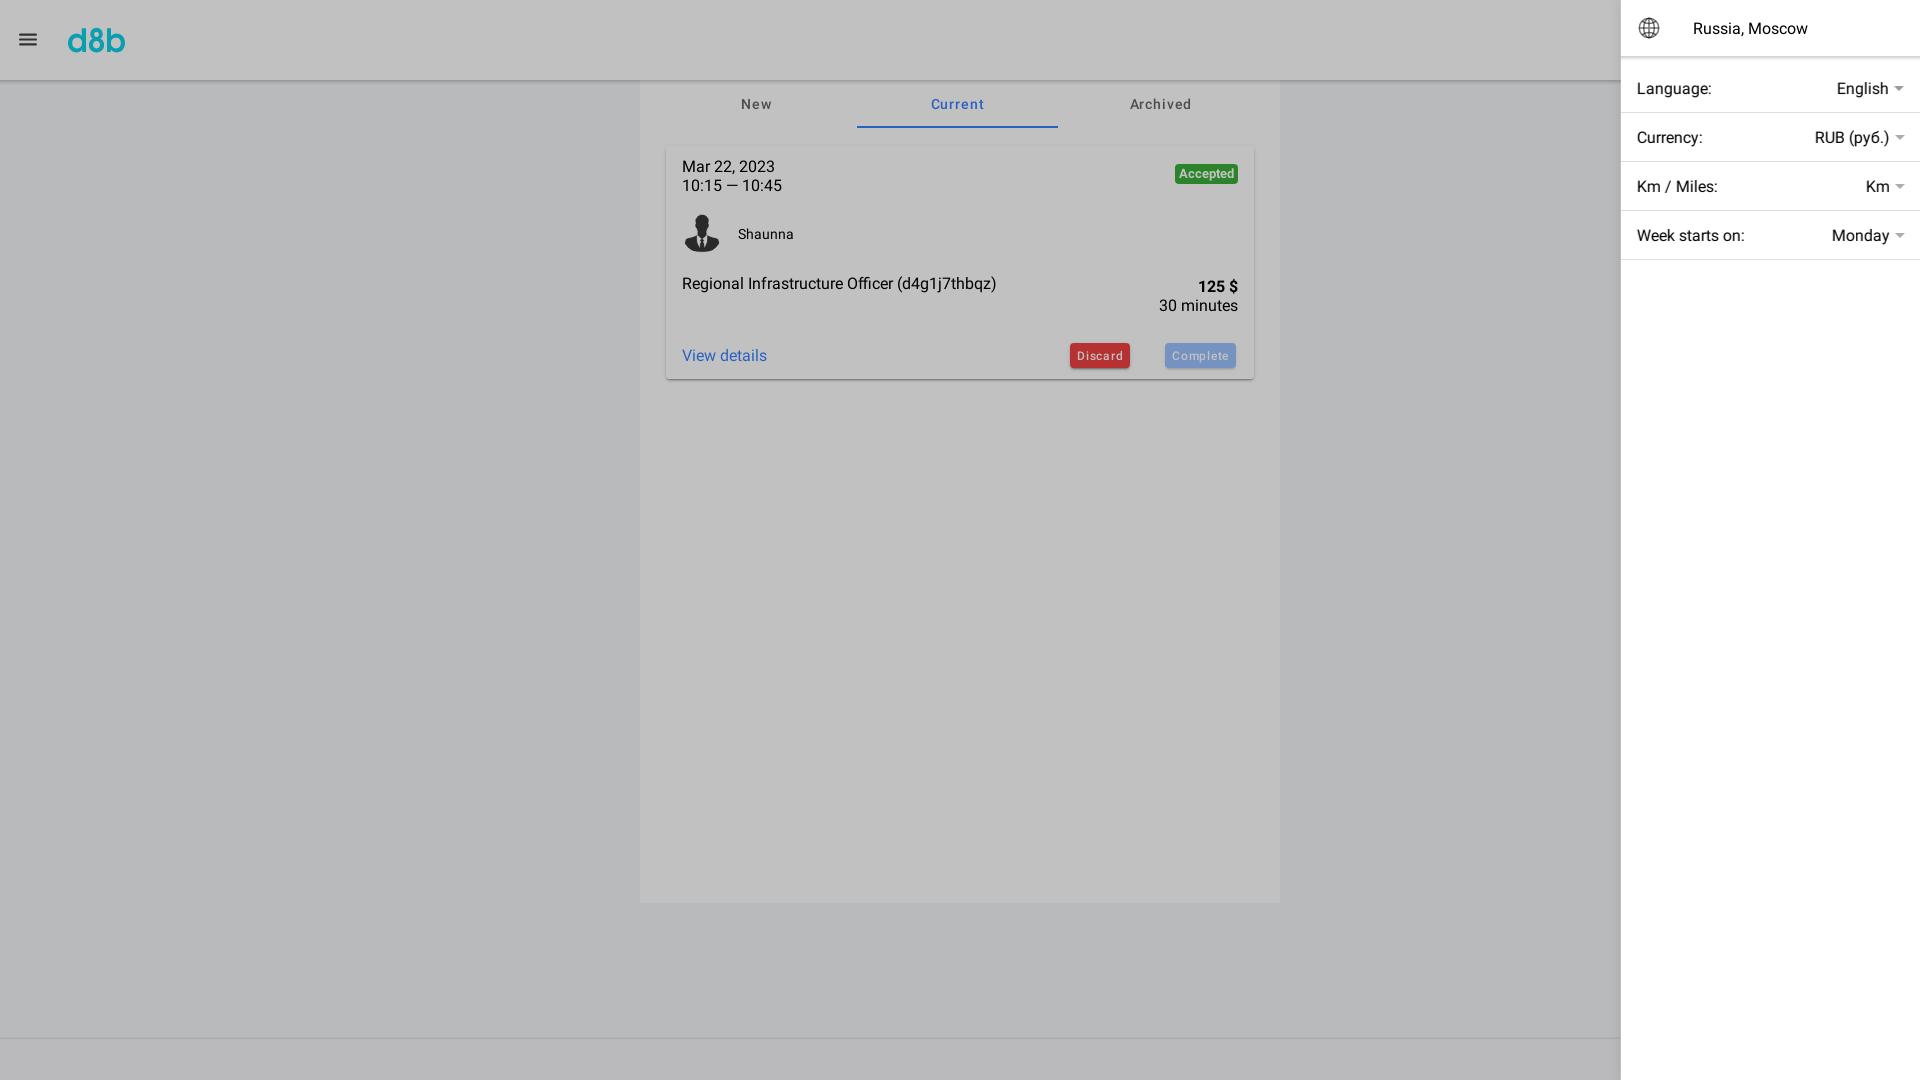 d8b
New
Current
Archived
Mar 22, 2023
10:15 — 10:45
Accepted
Shaunna
Regional Infrastructure Officer (d4g1j7thbqz)
125 $
30 minutes
View details
Discard
Complete
Russia, Moscow
Language:
English
Currency:
RUB (руб.)
Km / Miles:
Km
Week starts on:
Monday